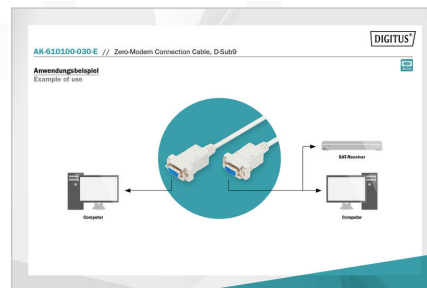 DIGITUS®
AK-610100-030-E // Zero-Modem Connection Cable, D-Sub9
Anwendungsbeispiel
Example of use
SAT-Receiver
Computer
Computer